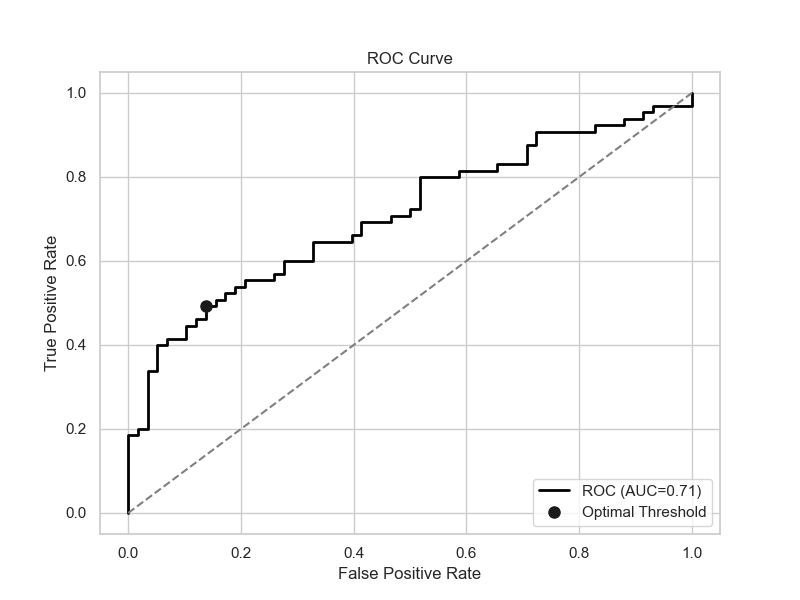 ROC Curve
1.0
0.8
0.6
0.4
0.2
0.0
True Positive Rate
0.0 0.2 0.4 0.6 0.8 1.0
False Positive Rate
ROC (AUC=0.71)
Optimal Threshold